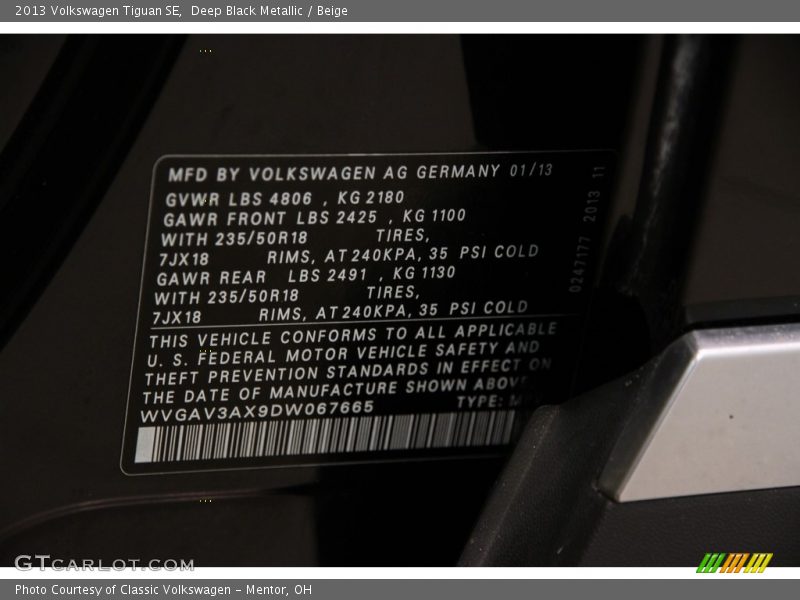 2013 Volkswagen Tiguan SE, Deep Black Metallic / Beige
MFD BY VOLKSWAGEN AG GERMANY 01/13
GVWR LBS 4806 , KG 2180
GAWR FRONT LBS 2425 , KG 1100
WITH 235/50R18 TIRES,
7JX18 RIMS, AT 240KPA, 35 PSI COLD
GAWR REAR LBS 2491 , KG 1130
WITH 235/50R18 TIRES,
7JX18 RIMS, AT 240KPA, 35 PSI COLD
THIS VEHICLE CONFORMS TO ALL APPLICABLE
U. S. FEDERAL MOTOR VEHICLE SAFETY AND
THEFT PREVENTION STANDARDS IN EFFECT ON
THE DATE OF MANUFACTURE SHOWN ABOVE
WVGAV3AX9DW067665 TYPE:
0247177 2013 11
GTcarlot.com
Photo Courtesy of Classic Volkswagen - Mentor, OH